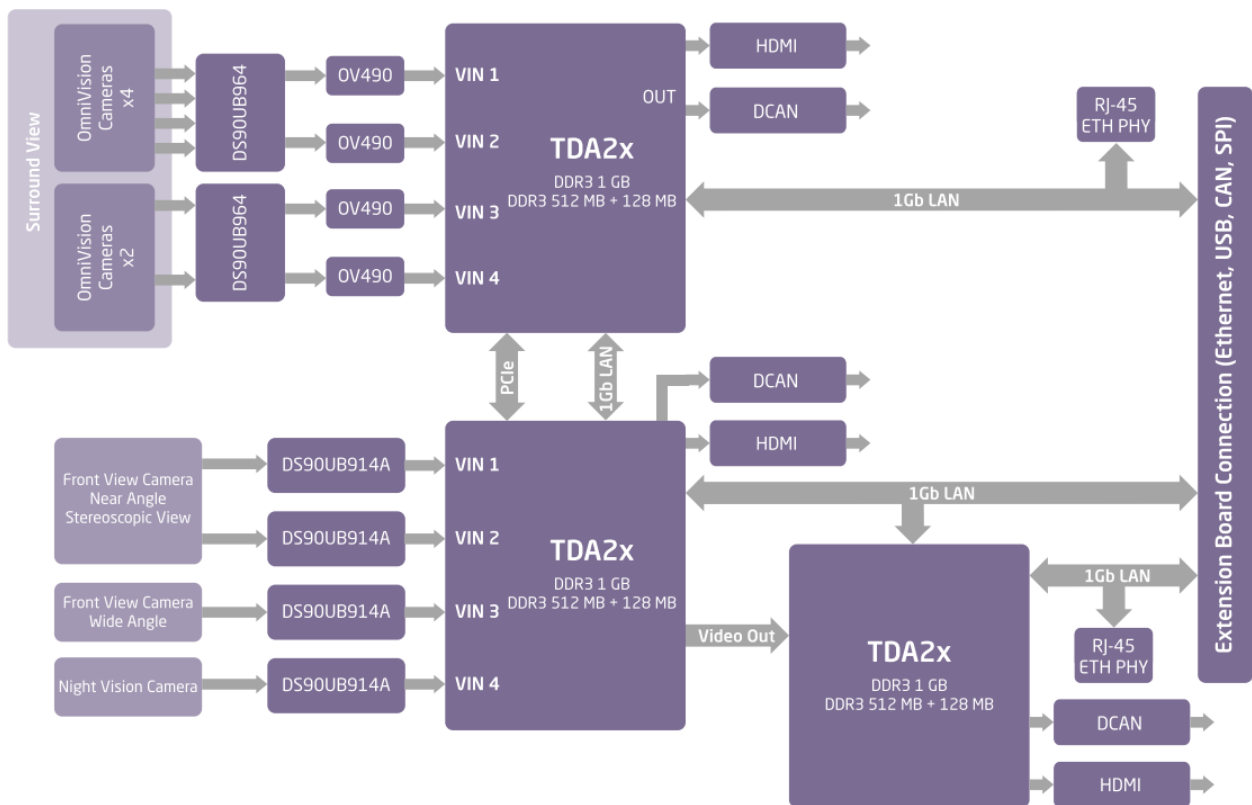 Surround View
OmniVision
Cameras
x4
OmniVision
Cameras
x2
DS90UB964
DS90UB964
OV490
OV490
OV490
OV490
VIN 1
VIN 2
VIN 3
VIN 4
OUT
TDA2x
DDR3 1 GB
DDR3 512 MB + 128 MB
HDMI
DCAN
RJ-45
ETH PHY
1Gb LAN
Extension Board Connection (Ethernet, USB, CAN, SPI)
PCIe
1Gb LAN
Front View Camera
Near Angle
Stereoscopic View
Front View Camera
Wide Angle
Night Vision Camera
DS90UB914A
DS90UB914A
DS90UB914A
DS90UB914A
VIN 1
VIN 2
VIN 3
VIN 4
TDA2x
DDR3 1 GB
DDR3 512 MB + 128 MB
DCAN
HDMI
1Gb LAN
Video Out
TDA2x
DDR3 1 GB
DDR3 512 MB + 128 MB
1Gb LAN
RJ-45
ETH PHY
DCAN
HDMI